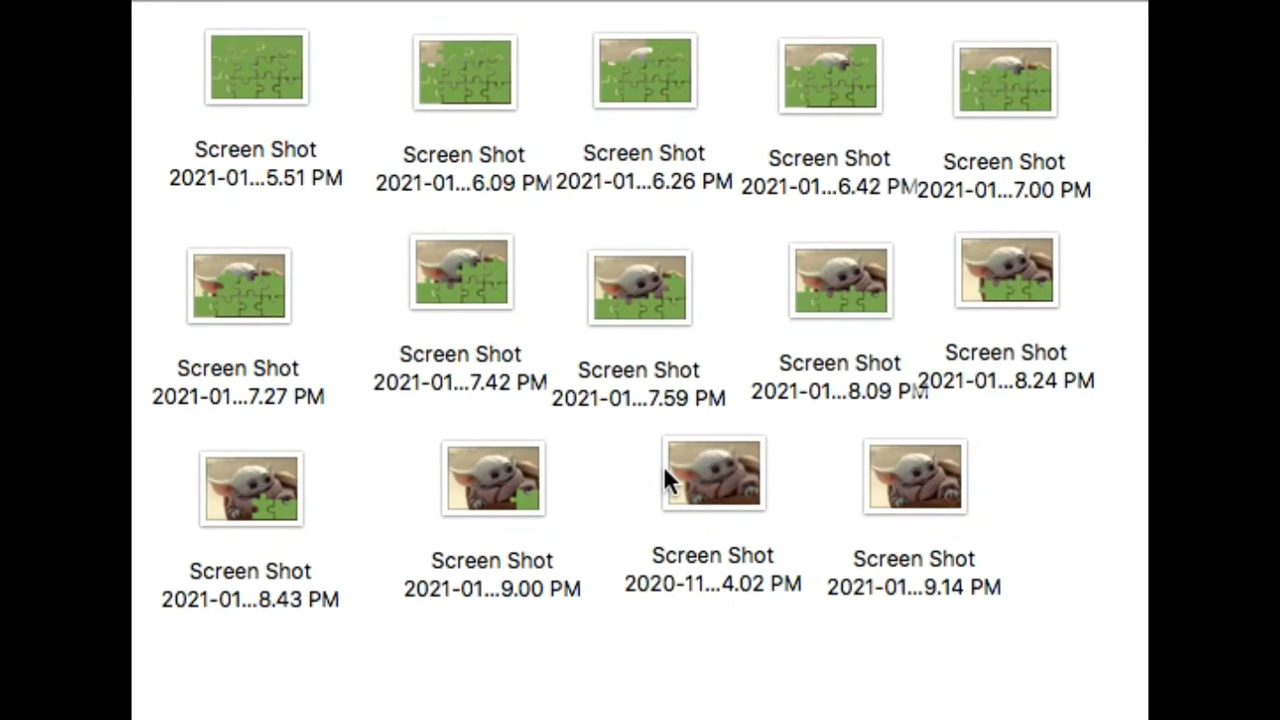 Screen Shot
2021-01...5.51 PM
Screen Shot
2021-01...6.09 PM
Screen Shot
2021-01...6.26 PM
Screen Shot
2021-01...6.42 PM
Screen Shot
2021-01...7.00 PM
Screen Shot
2021-01...7.27 PM
Screen Shot
2021-01...7.42 PM
Screen Shot
2021-01...7.59 PM
Screen Shot
2021-01...8.09 PM
Screen Shot
2021-01...8.24 PM
Screen Shot
2021-01...8.43 PM
Screen Shot
2021-01...9.00 PM
Screen Shot
2020-11...4.02 PM
Screen Shot
2021-01...9.14 PM